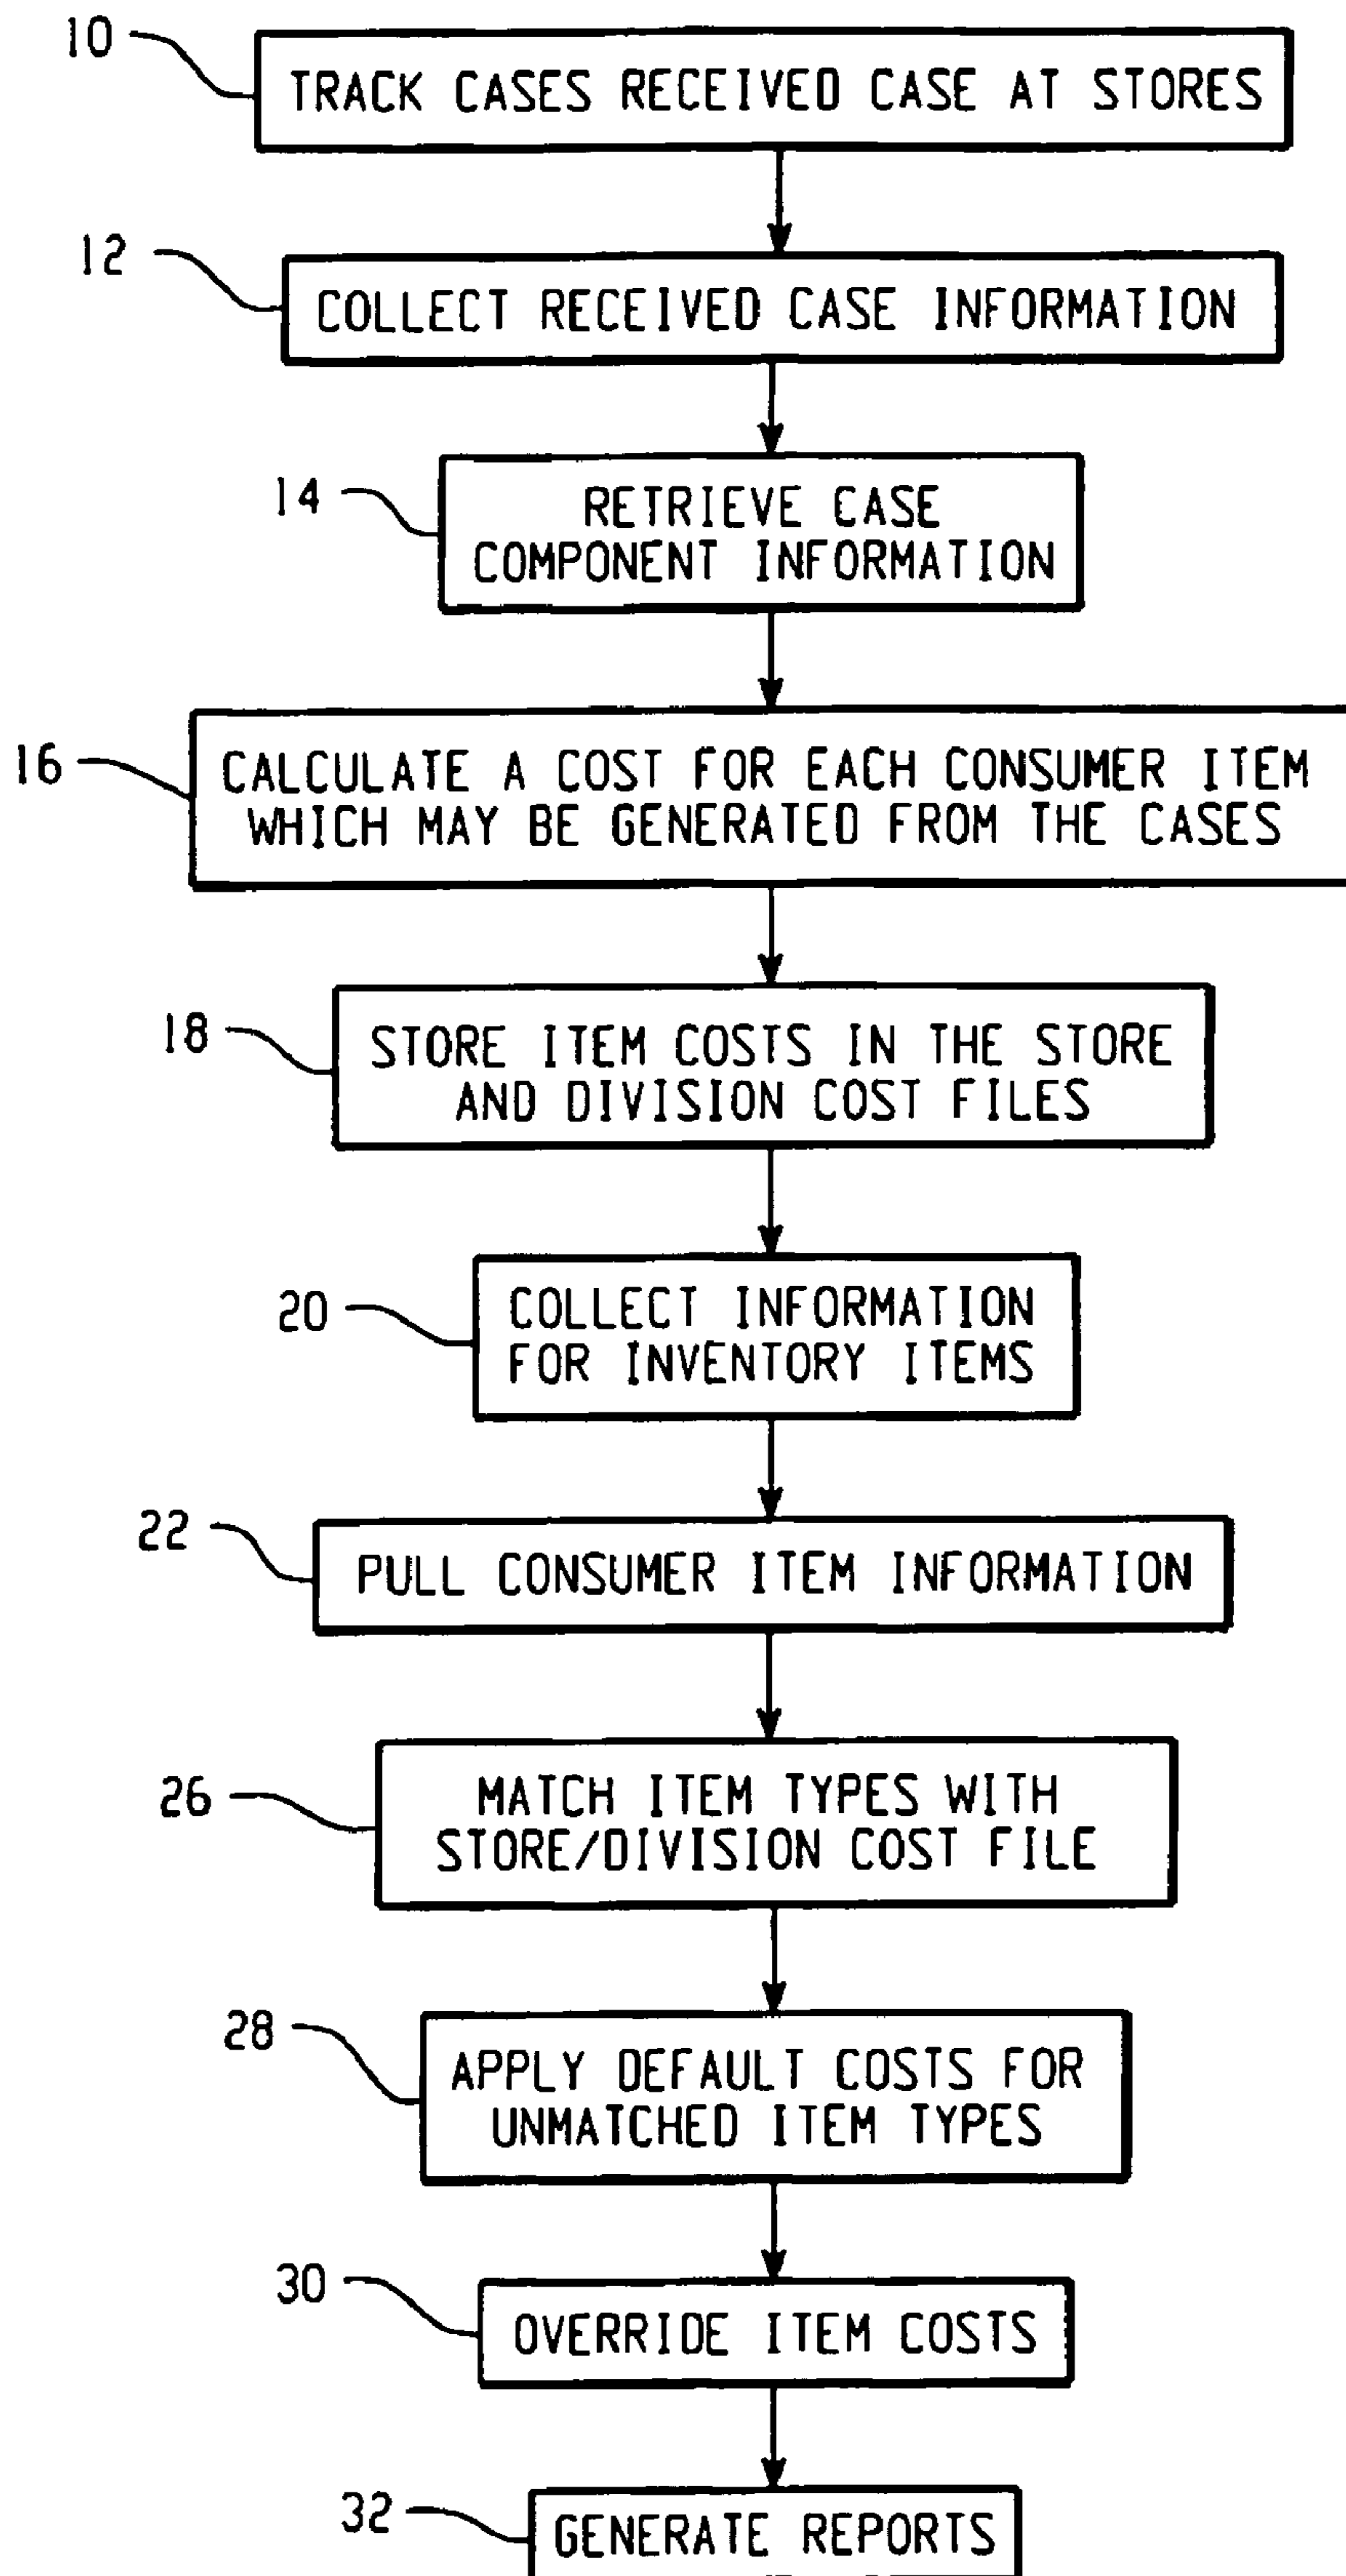 10
TRACK CASES RECEIVED CASE AT STORES
12
COLLECT RECEIVED CASE INFORMATION
14
RETRIEVE CASE
COMPONENT INFORMATION
16
CALCULATE A COST FOR EACH CONSUMER ITEM
WHICH MAY BE GENERATED FROM THE CASES
18
STORE ITEM COSTS IN THE STORE
AND DIVISION COST FILES
20
COLLECT INFORMATION
FOR INVENTORY ITEMS
22
PULL CONSUMER ITEM INFORMATION
26
MATCH ITEM TYPES WITH
STORE/DIVISION COST FILE
28
APPLY DEFAULT COSTS FOR
UNMATCHED ITEM TYPES
30
OVERRIDE ITEM COSTS
32
GENERATE REPORTS